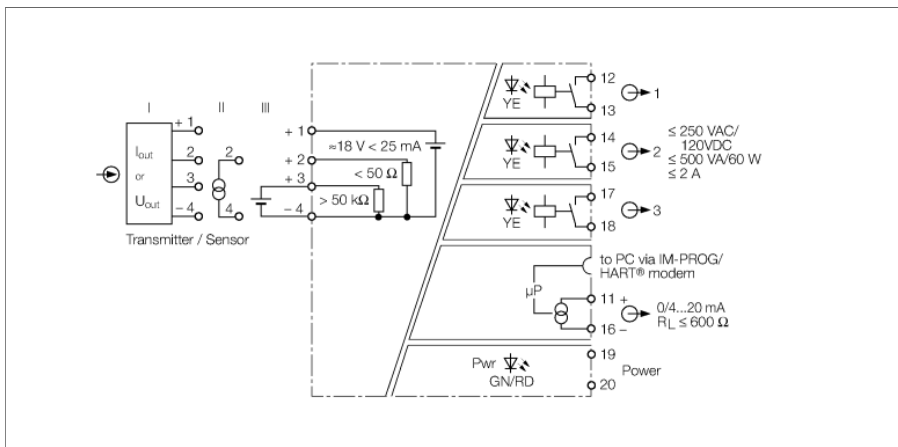 I II III
+ 1
2
3
– 4
Iout
or
Uout
Transmitter / Sensor
2
4
+ 1
+ 2
+ 3
– 4
≈18 V < 25 mA
< 50 Ω
> 50 kΩ
YE
12
13
1
YE
14
15
2
≤ 250 VAC/
120VDC
≤ 500 VA/60 W
≤ 2 A
YE
17
18
3
to PC via IM-PROG/
HART® modem
µP
11 +
16 –
0/4...20 mA
RL ≤ 600 Ω
Pwr
GN/RD
19
20
Power